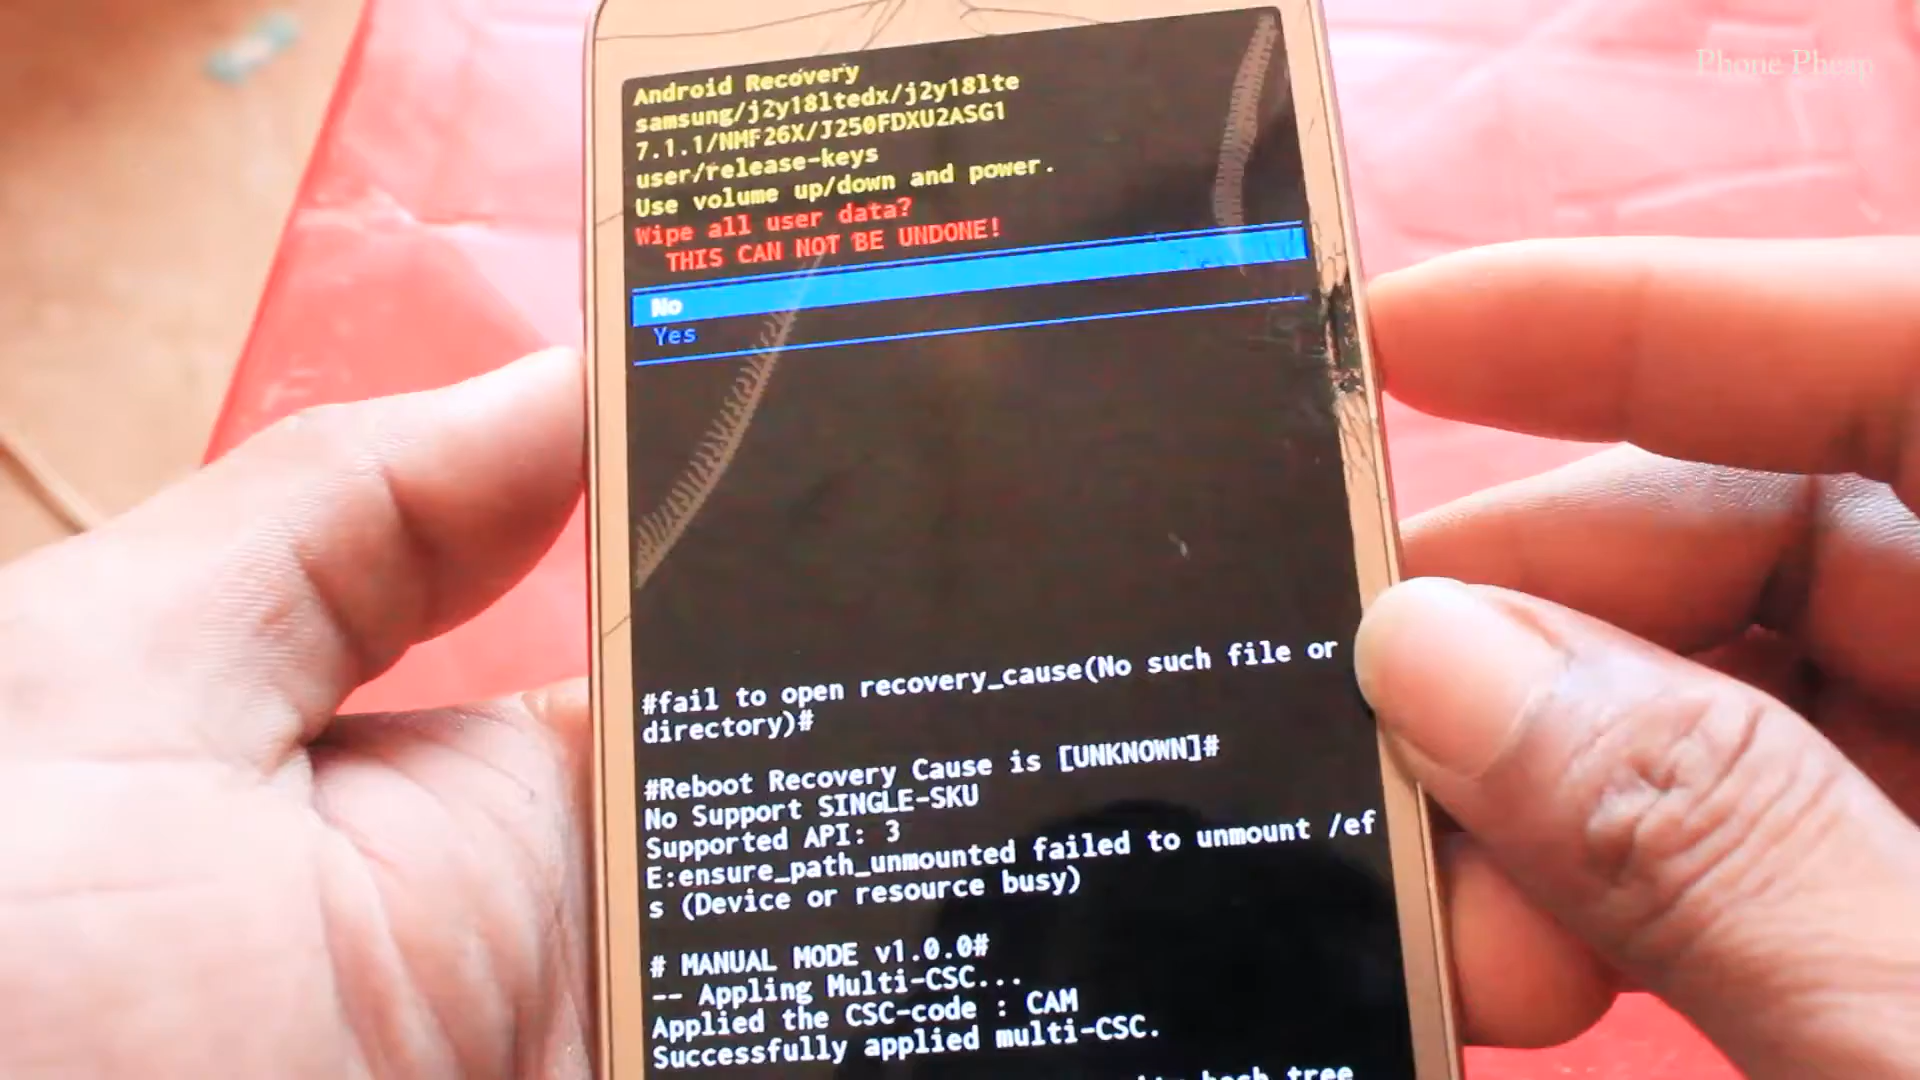 Phone Pheap
Android Recovery
samsung/j2y18ltedx/j2y18lte
7.1.1/NMF26X/J250FDXU2ASG1
user/release-keys
Use volume up/down and power.
Wipe all user data?
THIS CAN NOT BE UNDONE!
No
Yes
#fail to open recovery_cause(No such file or
directory)#
#Reboot Recovery Cause is [UNKNOWN]#
No Support SINGLE-SKU
Supported API: 3
E:ensure_path_unmounted failed to unmount /ef
s (Device or resource busy)
# MANUAL MODE v1.0.0#
-- Appling Multi-CSC...
Applied the CSC-code : CAM
Successfully applied multi-CSC.
hash tree